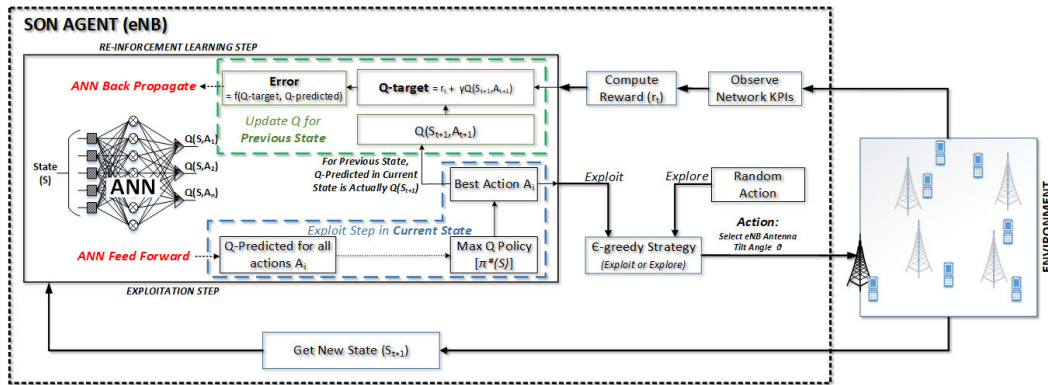 SON AGENT (eNB)
RE-INFORCEMENT LEARNING STEP
ANN Back Propagate
Error
= f(Q-target, Q-predicted)
Q-target = rₜ + γQ(Sₜ₊₁,Aₜ₊₁)
Compute
Reward (rₜ)
Observe
Network KPIs
Update Q for
Previous State
Q(Sₜ₊₁,Aₜ₊₁)
State
(S)
ANN
Q(S,A₁)
Q(S,A₂)
Q(S,Aₙ)
For Previous State,
Q-Predicted in Current
State is Actually Q(Sₜ₊₁)
Best Action Aᵢ
Exploit
Explore
Random
Action
Exploit Step in Current State
ANN Feed Forward
Q-Predicted for all
actions Aᵢ
Max Q Policy
[π*(S)]
Є-greedy Strategy
(Exploit or Explore)
Action:
Select eNB Antenna
Tilt Angle θ
ENVIRONMENT
EXPLOITATION STEP
Get New State (Sₜ₊₁)